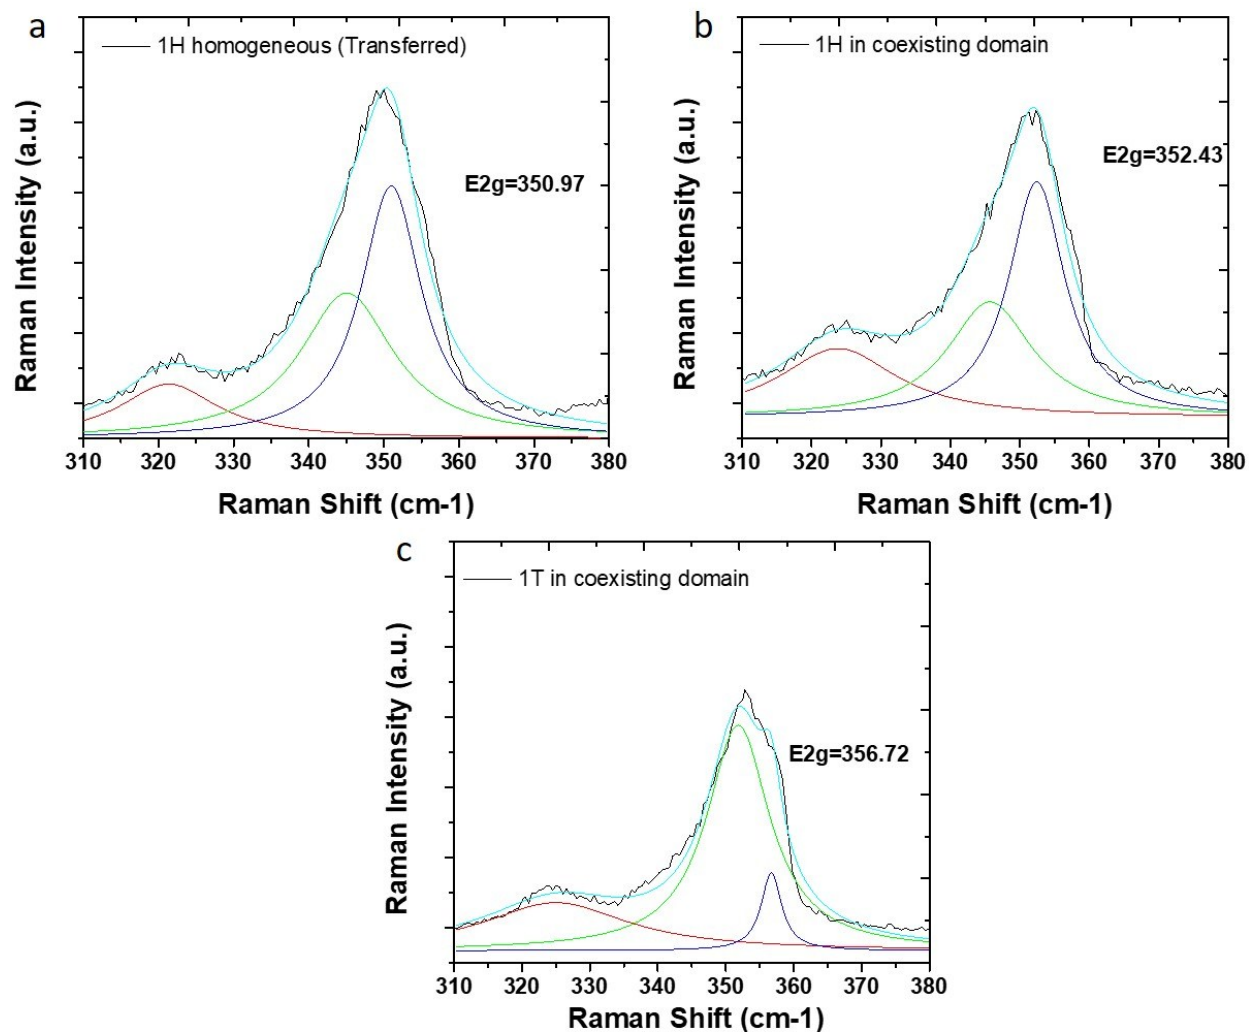 a
1H homogeneous (Transferred)
E2g=350.97
Raman Intensity (a.u.)
310 320 330 340 350 360 370 380
Raman Shift (cm-1)
b
1H in coexisting domain
E2g=352.43
Raman Intensity (a.u.)
310 320 330 340 350 360 370 380
Raman Shift (cm-1)
c
1T in coexisting domain
E2g=356.72
Raman Intensity (a.u.)
310 320 330 340 350 360 370 380
Raman Shift (cm-1)